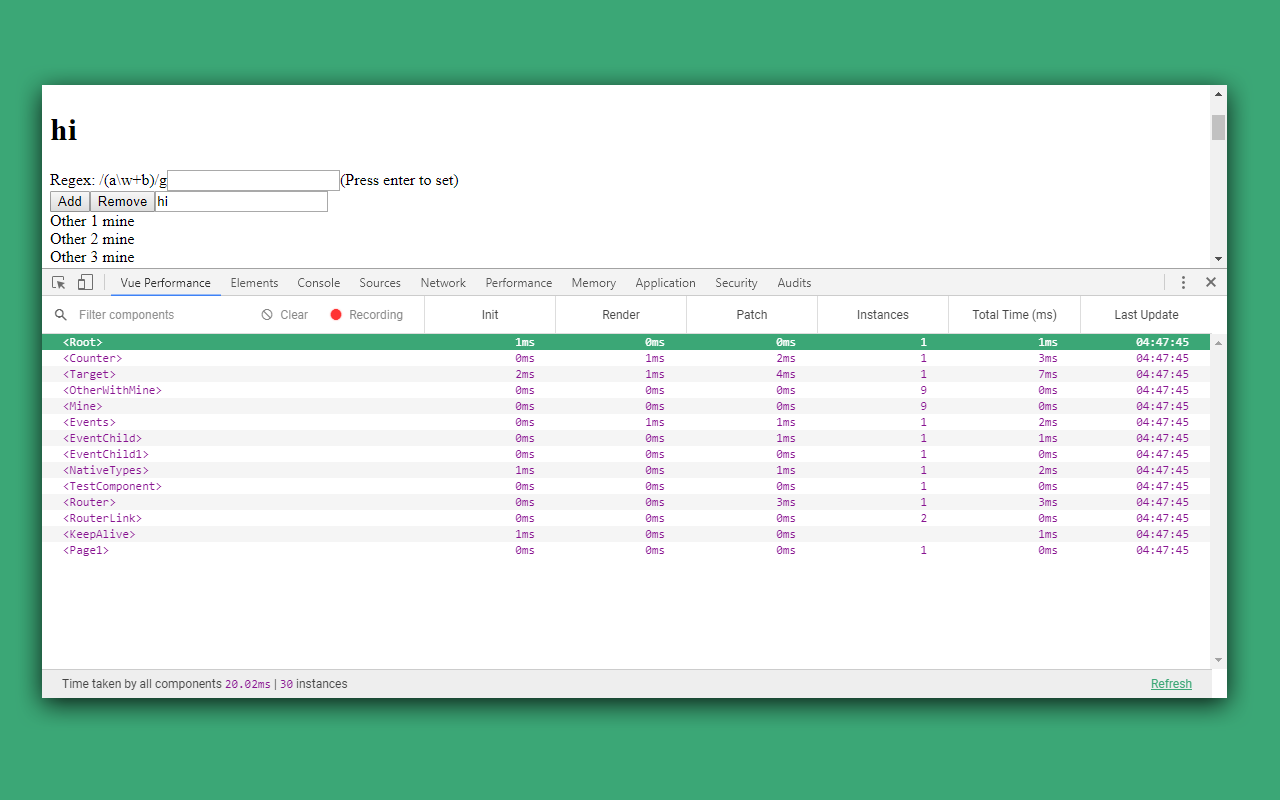 hi
Regex: /(a\w+b)/g (Press enter to set)
Add Remove hi
Other 1 mine
Other 2 mine
Other 3 mine
Vue Performance Elements Console Sources Network Performance Memory Application Security Audits
Filter components Clear Recording Init Render Patch Instances Total Time (ms) Last Update
<Root> 1ms 0ms 0ms 1 1ms 04:47:45
<Counter> 0ms 1ms 2ms 1 3ms 04:47:45
<Target> 2ms 1ms 4ms 1 7ms 04:47:45
<OtherWithMine> 0ms 0ms 0ms 9 0ms 04:47:45
<Mine> 0ms 0ms 0ms 9 0ms 04:47:45
<Events> 0ms 1ms 1ms 1 2ms 04:47:45
<EventChild> 0ms 0ms 1ms 1 1ms 04:47:45
<EventChild1> 0ms 0ms 0ms 1 0ms 04:47:45
<NativeTypes> 1ms 0ms 1ms 1 2ms 04:47:45
<TestComponent> 0ms 0ms 0ms 1 0ms 04:47:45
<Router> 0ms 0ms 3ms 1 3ms 04:47:45
<RouterLink> 0ms 0ms 0ms 2 0ms 04:47:45
<KeepAlive> 1ms 0ms 0ms 1ms 04:47:45
<Page1> 0ms 0ms 0ms 1 0ms 04:47:45
Time taken by all components 20.02ms | 30 instances Refresh